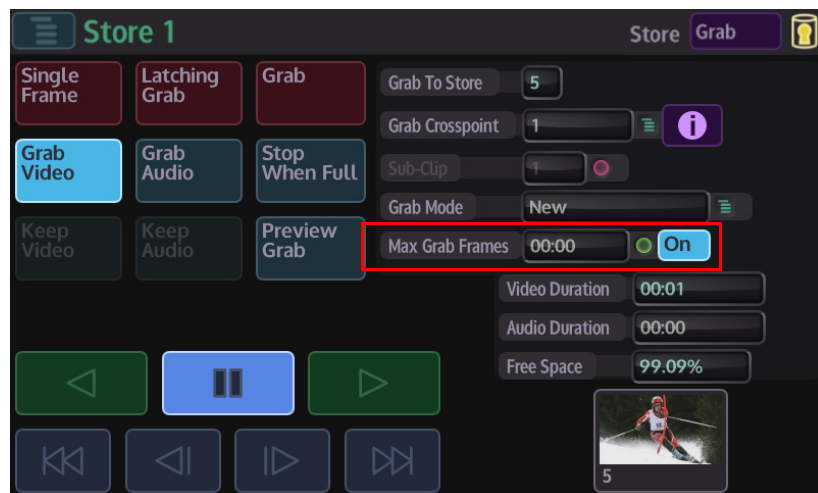 Store 1
Store Grab
Single Frame
Latching Grab
Grab
Grab To Store 5
Grab Crosspoint 1
i
Grab Video
Grab Audio
Stop When Full
Sub-Clip 1
Grab Mode New
Keep Video
Keep Audio
Preview Grab
Max Grab Frames 00:00 On
Video Duration 00:01
Audio Duration 00:00
Free Space 99.09%
5